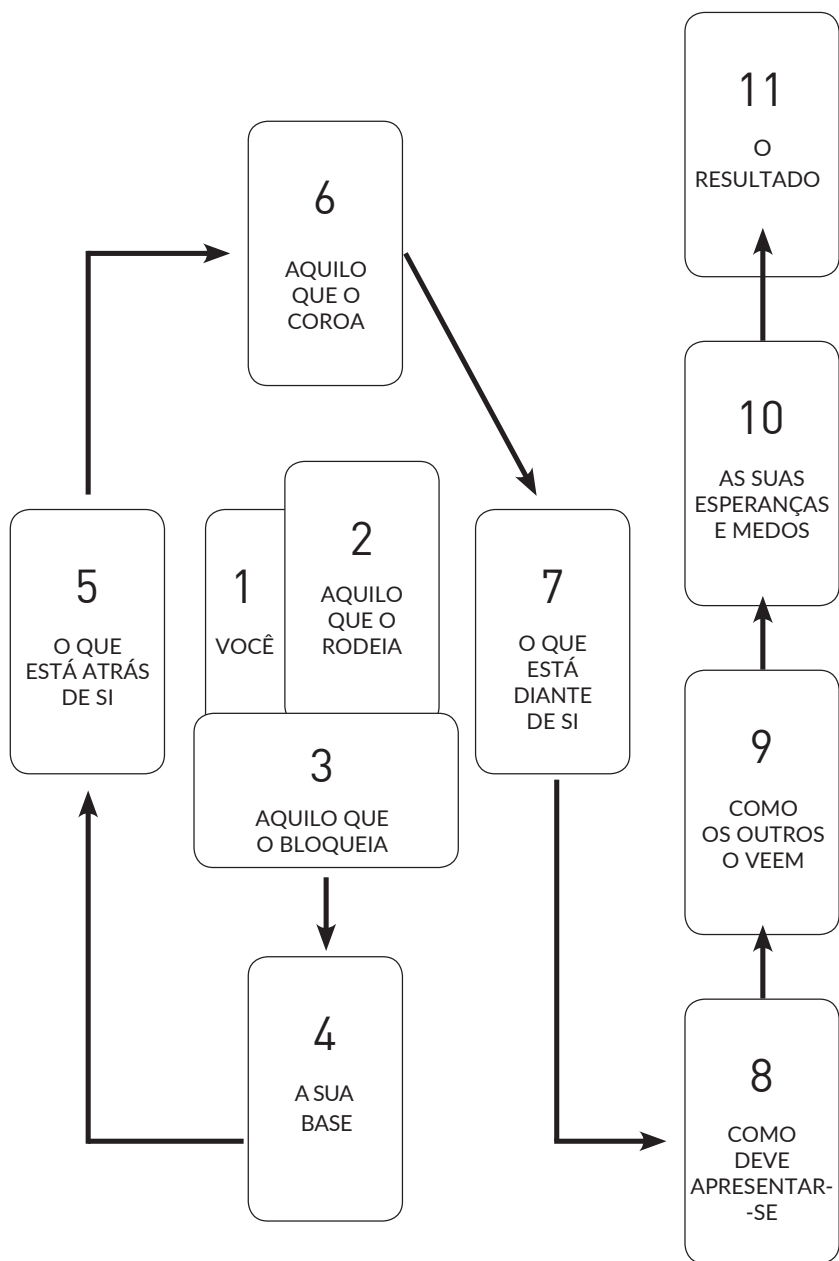 1
VOCÊ
2
AQUILO
QUE O
RODEIA
3
AQUILO QUE
O BLOQUEIA
4
A SUA
BASE
5
O QUE
ESTÁ ATRÁS
DE SI
6
AQUILO
QUE O
COROA
7
O QUE
ESTÁ
DIANTE
DE SI
8
COMO
DEVE
APRESENTAR-
-SE
9
COMO
OS OUTROS
O VEEM
10
AS SUAS
ESPERANÇAS
E MEDOS
11
O
RESULTADO